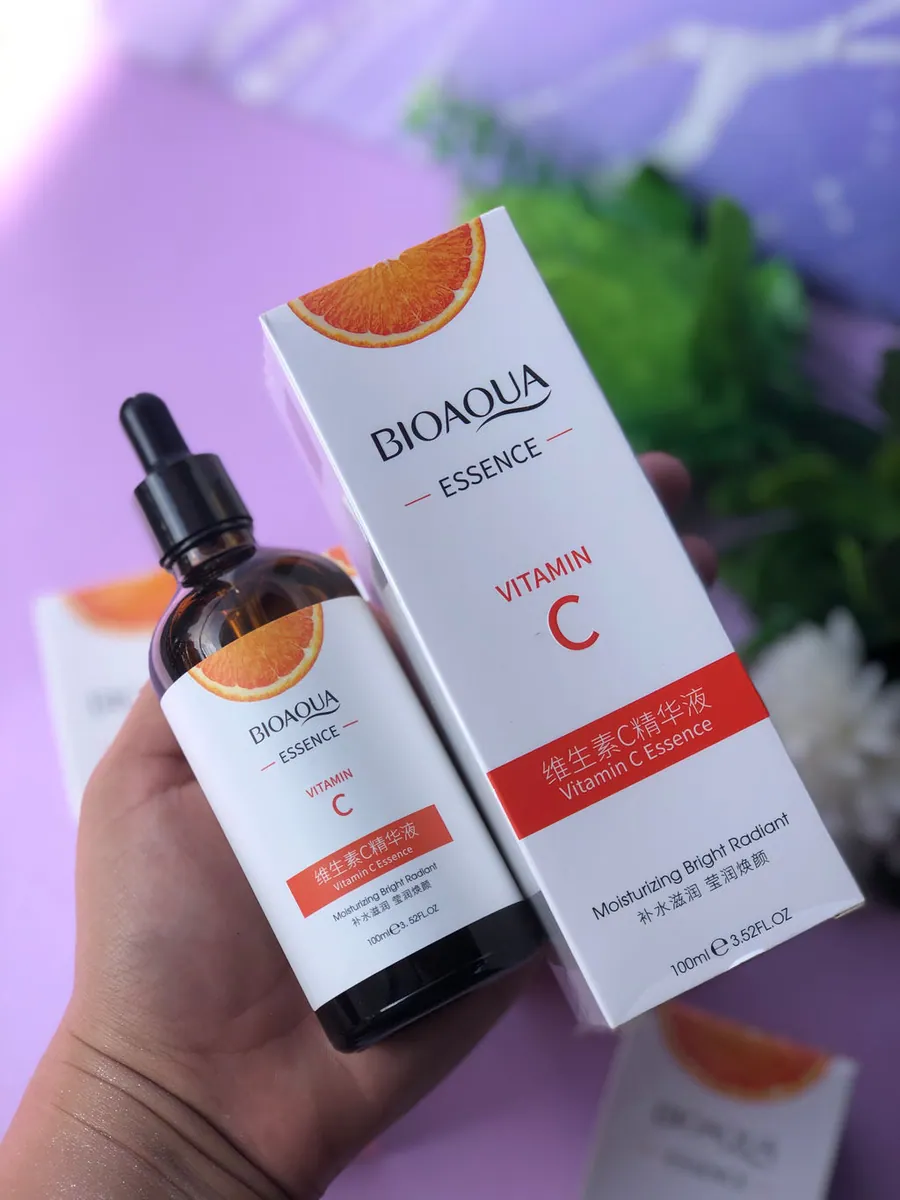 BIOAQUA
ESSENCE
VITAMIN
C
维生素C精华液
Vitamin C Essence
Moisturizing Bright Radiant
补水滋润 莹润焕颜
100ml℮3.52FL.OZ
BIOAQUA
ESSENCE
VITAMIN
C
维生素C精华液
Vitamin C Essence
Moisturizing Bright Radiant
补水滋润 莹润焕颜
100ml℮3.52FL.OZ
BIOAQUA